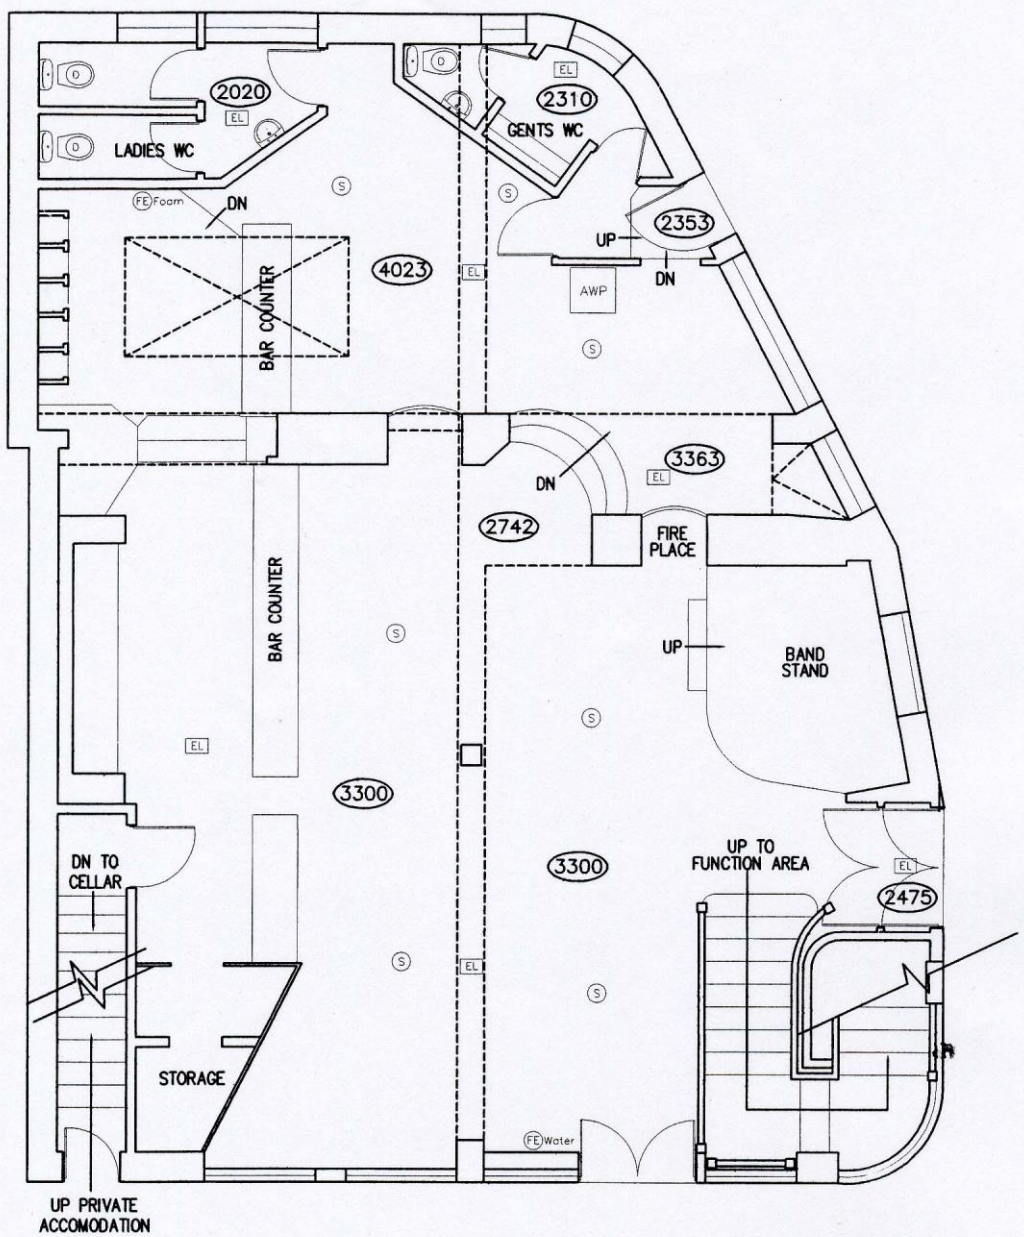 2020
EL
LADIES WC
EL
2310
GENTS WC
FE Foam
DN
S
S
2353
UP
DN
4023
EL
AWP
BAR COUNTER
S
DN
3363
EL
2742
FIRE
PLACE
BAR COUNTER
S
UP
BAND
STAND
S
EL
3300
DN TO
CELLAR
3300
UP TO
FUNCTION AREA
EL
2475
S
EL
S
STORAGE
FE Water
UP PRIVATE
ACCOMODATION